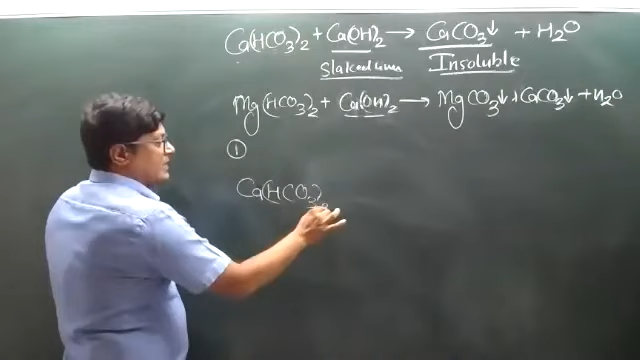 Ca(HCO₃)₂ + Ca(OH)₂ → CaCO₃↓ + H₂O
Slaked lime Insoluble
Mg(HCO₃)₂ + Ca(OH)₂ → MgCO₃↓ + CaCO₃↓ + H₂O
①
Ca(HCO₃)